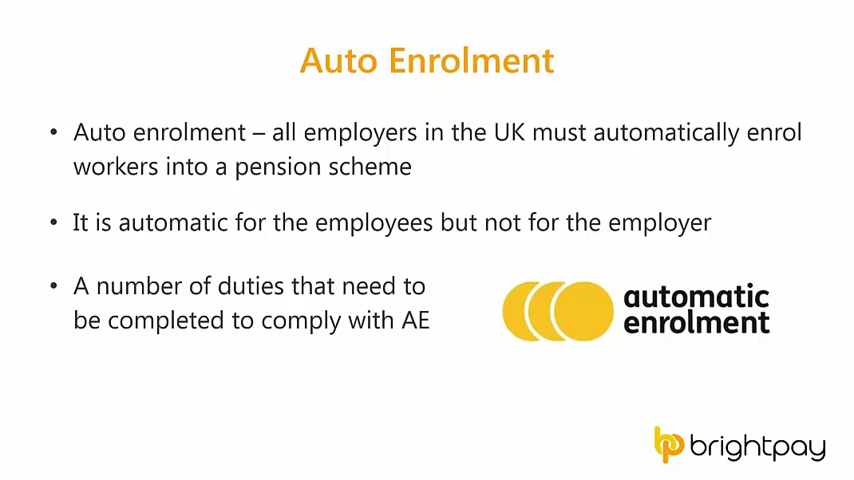 Auto Enrolment
• Auto enrolment – all employers in the UK must automatically enrol
workers into a pension scheme
• It is automatic for the employees but not for the employer
• A number of duties that need to
be completed to comply with AE
automatic
enrolment
brightpay